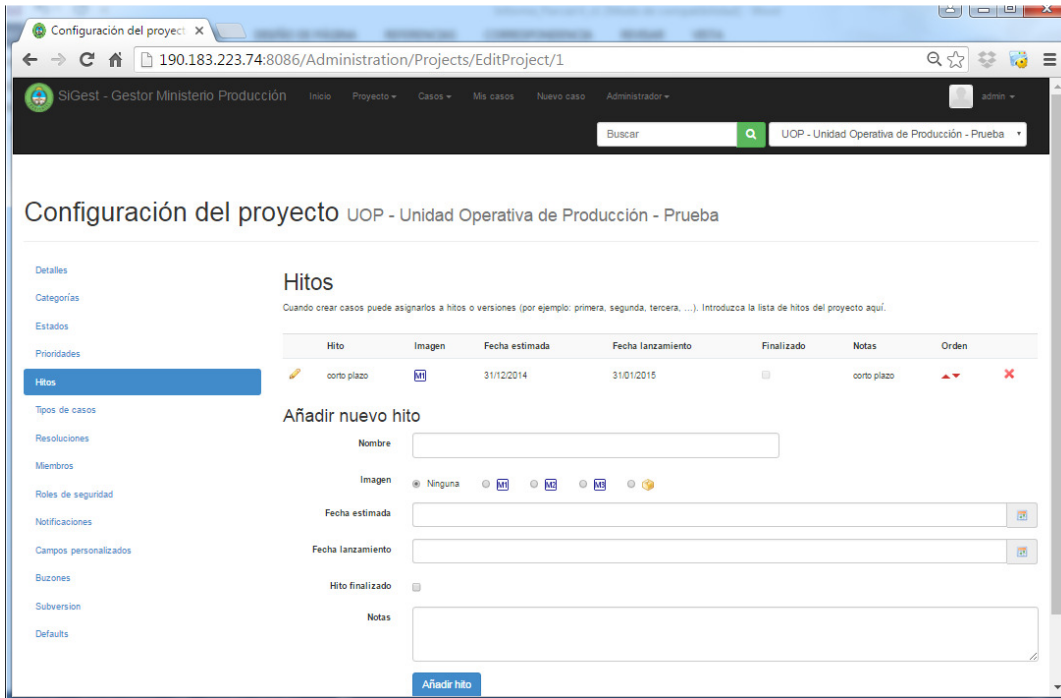 Configuración del proyect
190.183.223.74:8086/Administration/Projects/EditProject/1
SiGest - Gestor Ministerio Producción Inicio Proyecto Casos Mis casos Nuevo caso Administrador admin
Buscar UOP - Unidad Operativa de Producción - Prueba
Configuración del proyecto UOP - Unidad Operativa de Producción - Prueba
Detalles
Categorías
Estados
Prioridades
Hitos
Tipos de casos
Resoluciones
Miembros
Roles de seguridad
Notificaciones
Campos personalizados
Buzones
Subversion
Defaults
Hitos
Cuando crear casos puede asignarlos a hitos o versiones (por ejemplo: primera, segunda, tercera, ...). Introduzca la lista de hitos del proyecto aquí.
Hito Imagen Fecha estimada Fecha lanzamiento Finalizado Notas Orden
corto plazo M1 31/12/2014 31/01/2015 corto plazo
Añadir nuevo hito
Nombre
Imagen Ninguna M1 M2 M3
Fecha estimada
Fecha lanzamiento
Hito finalizado
Notas
Añadir hito